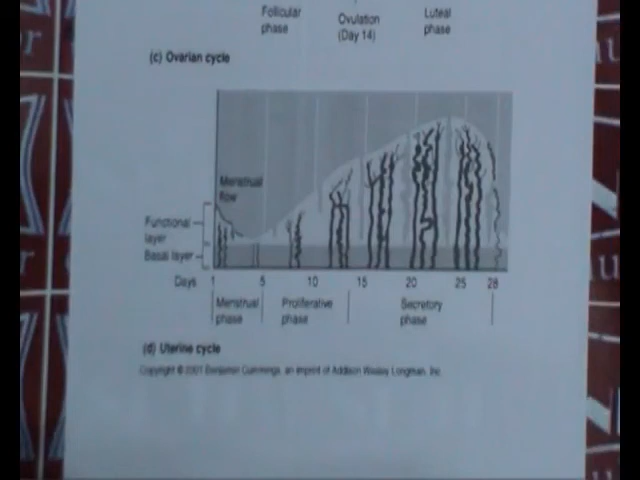 Follicular
phase
Ovulation
(Day 14)
Luteal
phase
(c) Ovarian cycle
Menstrual
flow
Functional
layer
Basal layer
Days 1 5 10 15 20 25 28
Menstrual
phase
Proliferative
phase
Secretory
phase
(d) Uterine cycle
Copyright © 2001 Benjamin Cummings, an imprint of Addison Wesley Longman, Inc.